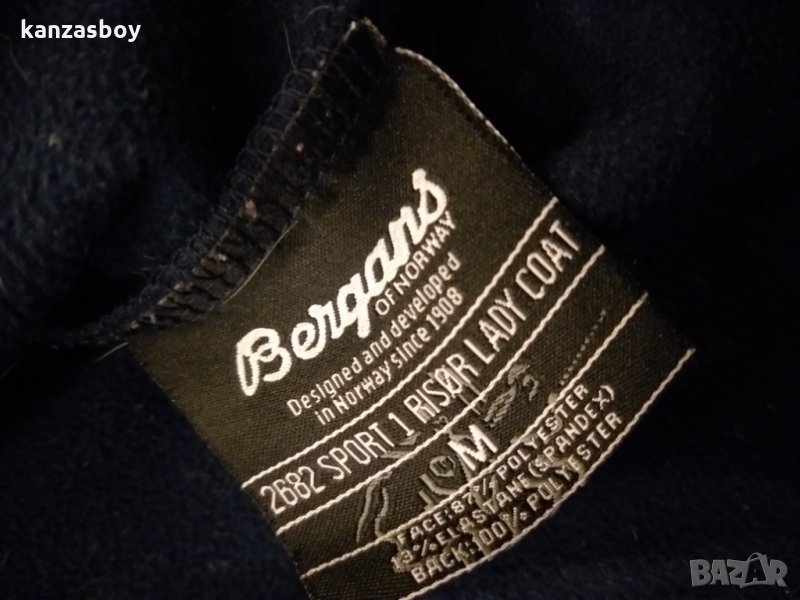 kanzasboy
Bergans
OF NORWAY
Designed and developed
in Norway since 1908
2682 SPORT 1 RISØR LADY COAT
M
FACE: 87% POLYESTER
13% ELASTANE (SPANDEX)
BACK: 100% POLYESTER
BAZAR